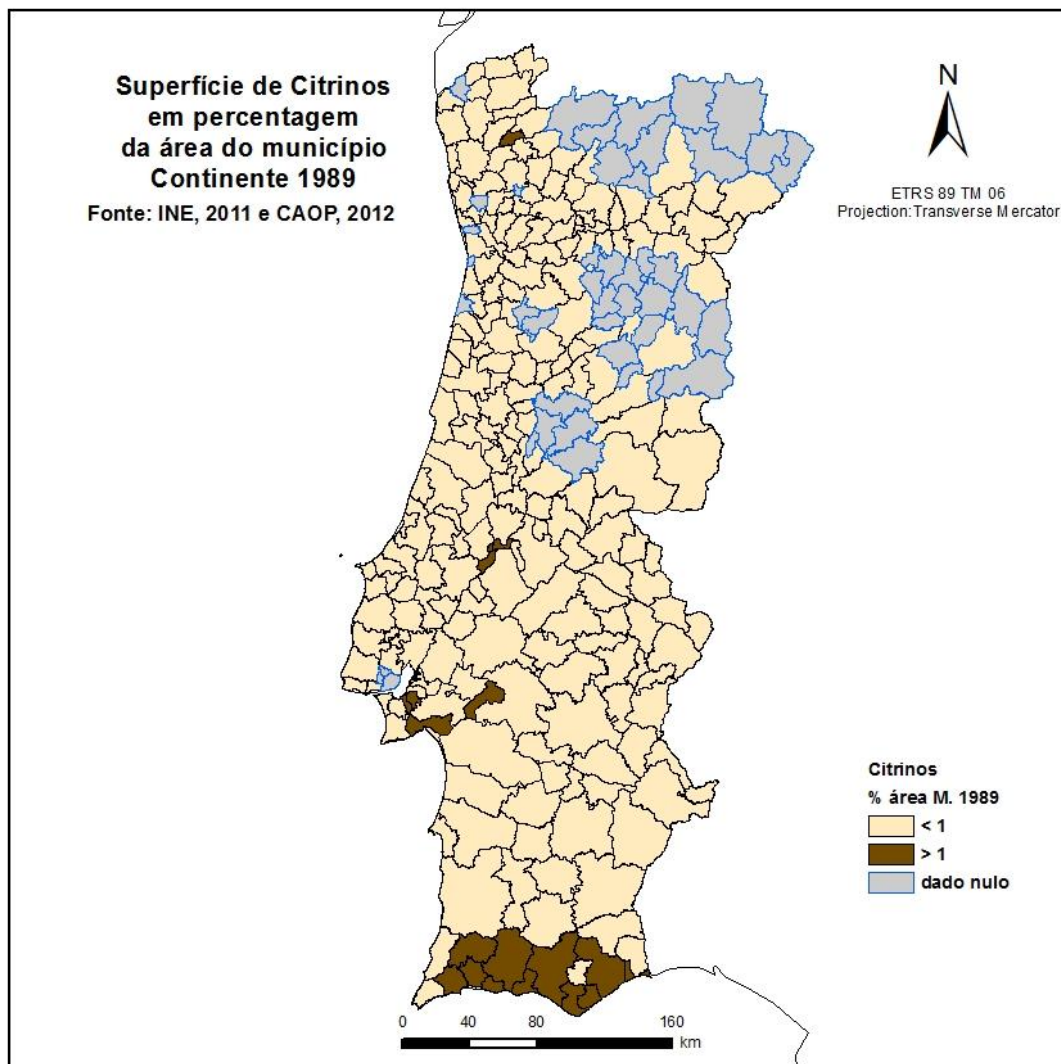 Superfície de Citrinos
em percentagem
da área do município
Continente 1989
Fonte: INE, 2011 e CAOP, 2012
N
ETRS 89 TM 06
Projection: Transverse Mercator
Citrinos
% área M. 1989
< 1
> 1
dado nulo
0 40 80 160
km